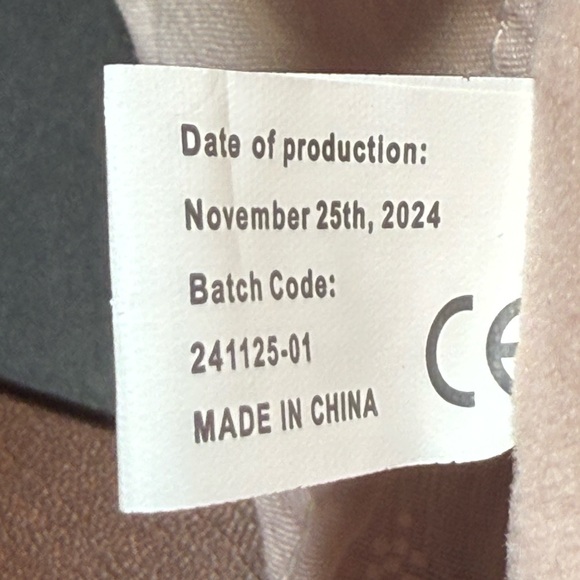 Date of production:
November 25th, 2024
Batch Code:
241125-01
MADE IN CHINA
CE